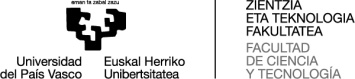 eman ta zabal zazu
Universidad
del País Vasco
Euskal Herriko
Unibertsitatea
ZIENTZIA
ETA TEKNOLOGIA
FAKULTATEA
FACULTAD
DE CIENCIA
Y TECNOLOGÍA